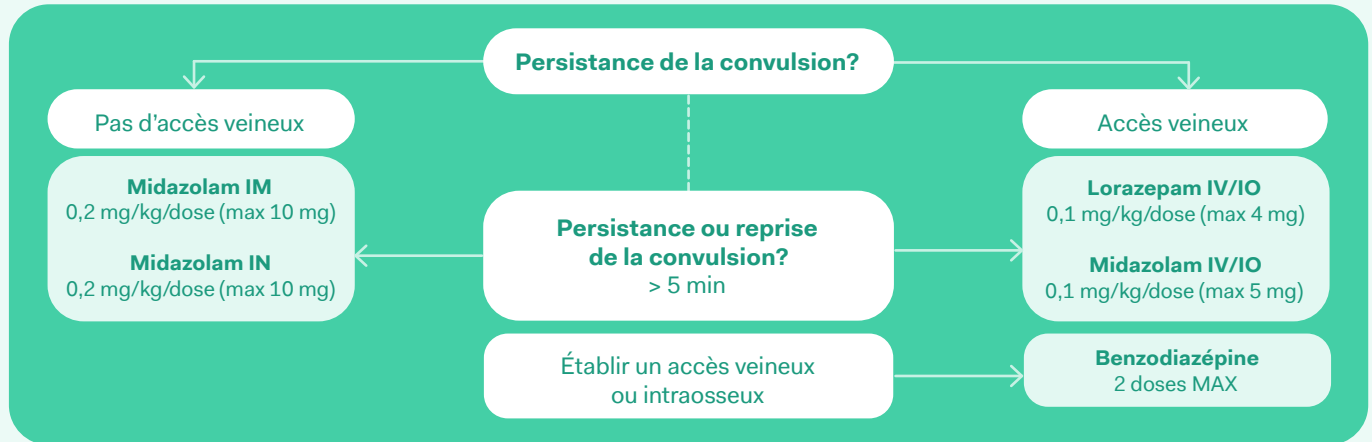 Persistance de la convulsion?
Pas d’accès veineux
Midazolam IM
0,2 mg/kg/dose (max 10 mg)
Midazolam IN
0,2 mg/kg/dose (max 10 mg)
Persistance ou reprise
de la convulsion?
> 5 min
Établir un accès veineux
ou intraosseux
Accès veineux
Lorazepam IV/IO
0,1 mg/kg/dose (max 4 mg)
Midazolam IV/IO
0,1 mg/kg/dose (max 5 mg)
Benzodiazépine
2 doses MAX